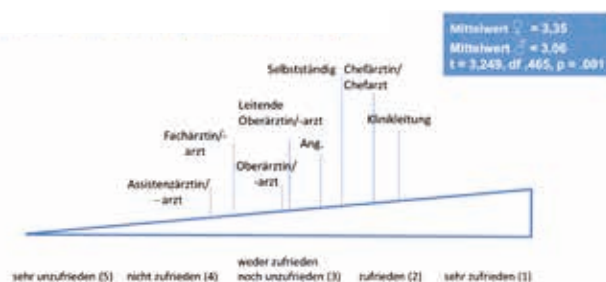 Mittelwert ♀ = 3,35
Mittelwert ♂ = 3,06
t = 3,249, df ,465, p = .001
Selbstständig
Chefärztin/
Chefarzt
Leitende
Oberärztin/-arzt
Klinikleitung
Fachärztin/-
arzt
Ang.
Oberärztin/
-arzt
Assistenzärztin/
-arzt
sehr unzufrieden (5)
nicht zufrieden (4)
weder zufrieden
noch unzufrieden (3)
zufrieden (2)
sehr zufrieden (1)